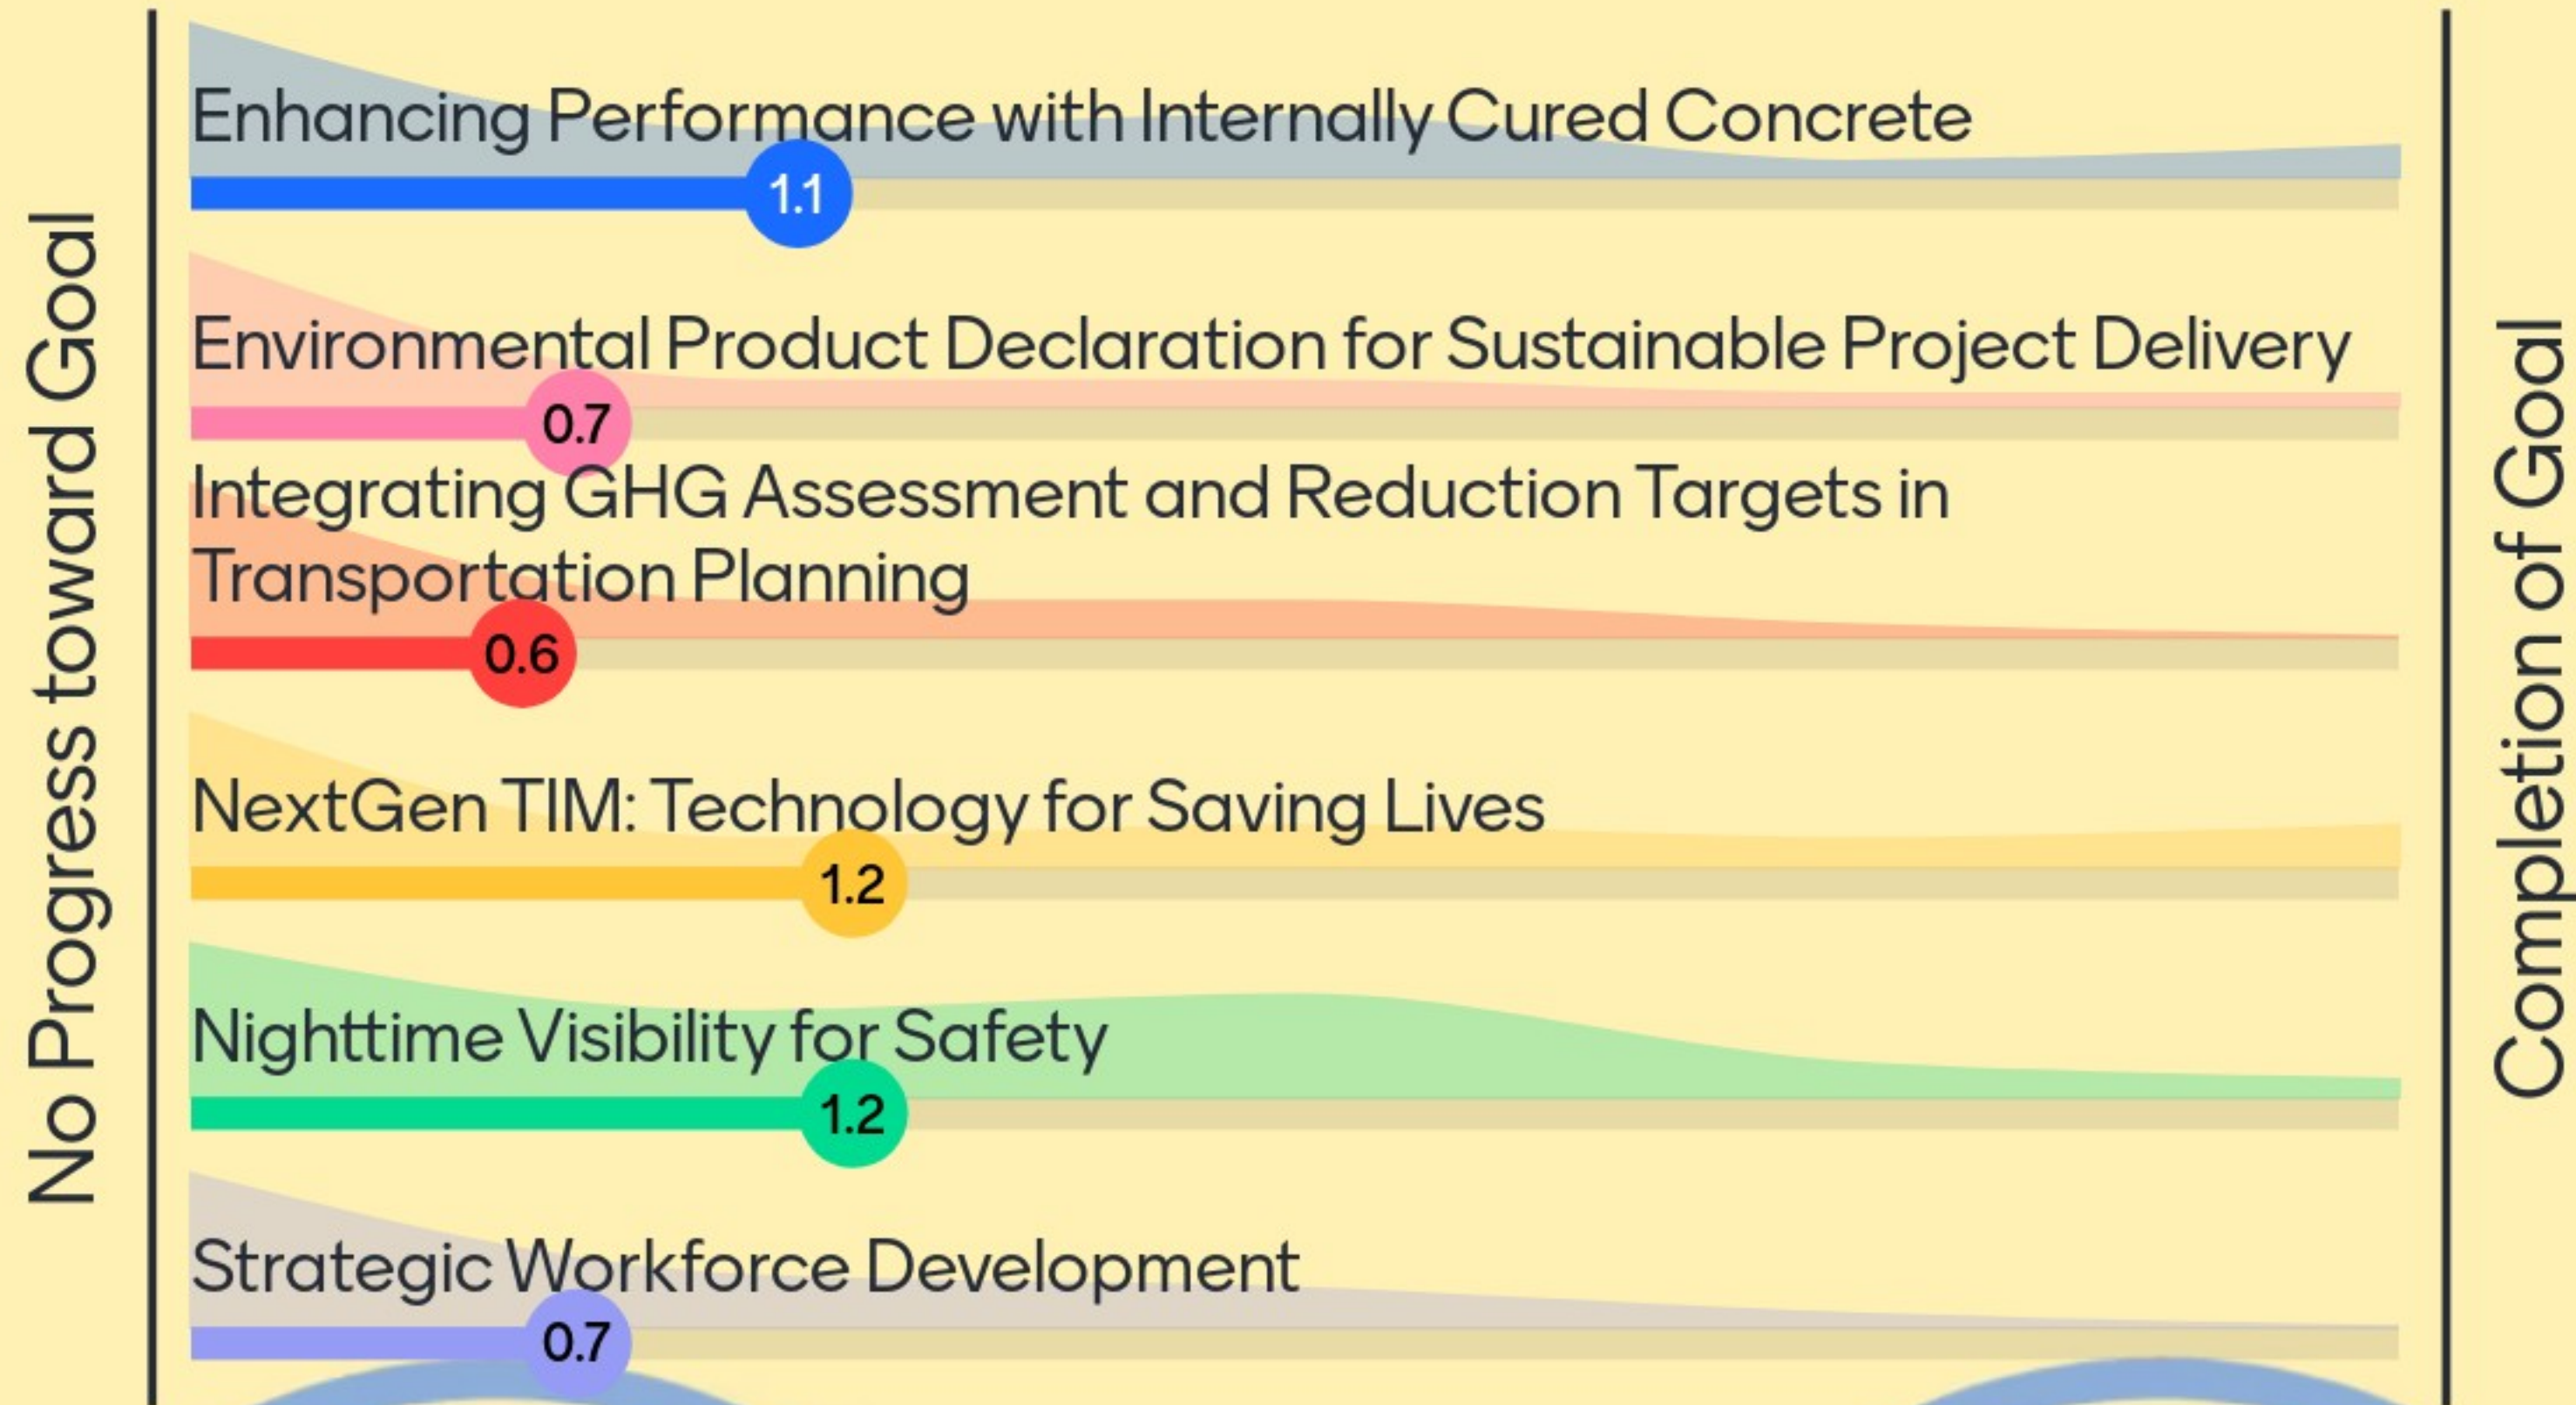 No Progress toward Goal
Enhancing Performance with Internally Cured Concrete
1.1
Environmental Product Declaration for Sustainable Project Delivery
0.7
Integrating GHG Assessment and Reduction Targets in
Transportation Planning
0.6
NextGen TIM: Technology for Saving Lives
1.2
Nighttime Visibility for Safety
1.2
Strategic Workforce Development
0.7
Completion of Goal